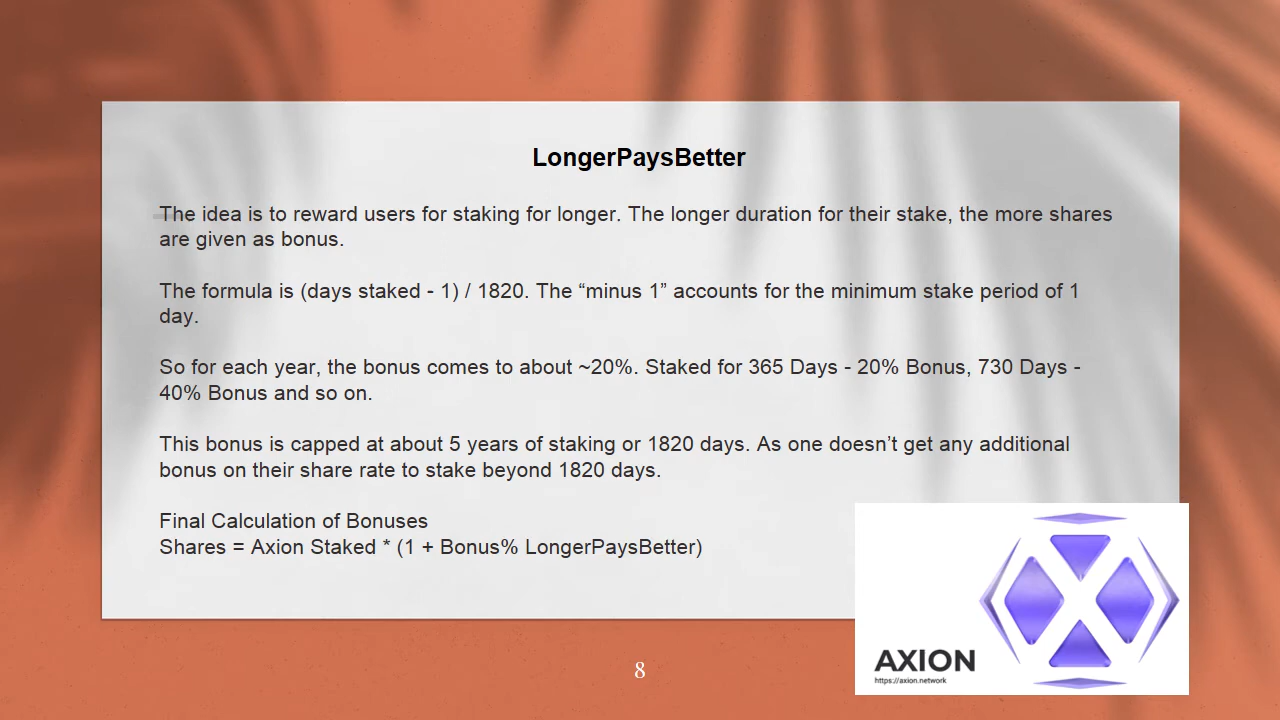 LongerPaysBetter
The idea is to reward users for staking for longer. The longer duration for their stake, the more shares
are given as bonus.
The formula is (days staked - 1) / 1820. The “minus 1” accounts for the minimum stake period of 1
day.
So for each year, the bonus comes to about ~20%. Staked for 365 Days - 20% Bonus, 730 Days -
40% Bonus and so on.
This bonus is capped at about 5 years of staking or 1820 days. As one doesn’t get any additional
bonus on their share rate to stake beyond 1820 days.
Final Calculation of Bonuses
Shares = Axion Staked * (1 + Bonus% LongerPaysBetter)
AXION
https://axion.network
8